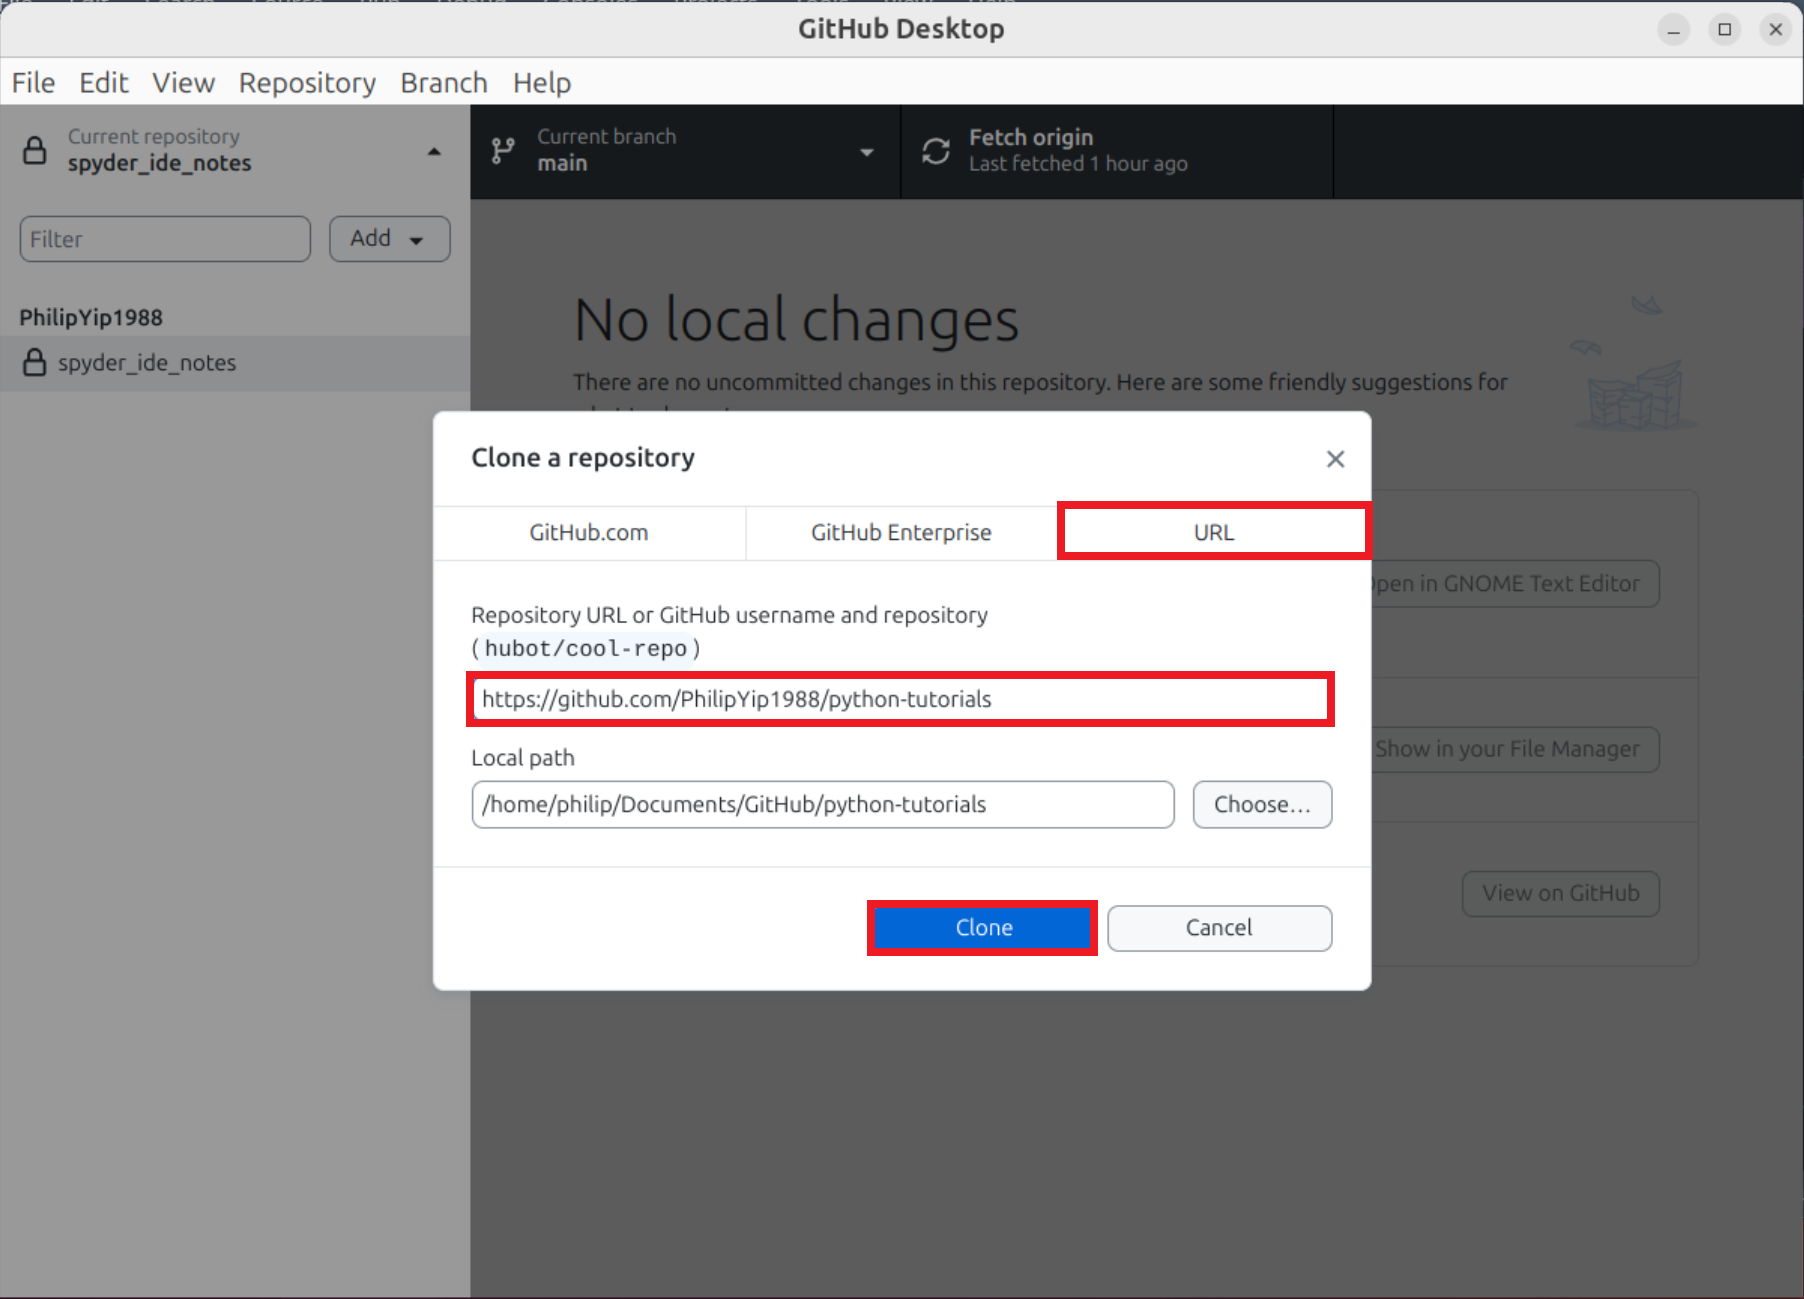 GitHub Desktop
File Edit View Repository Branch Help
Current repository
spyder_ide_notes
Current branch
main
Fetch origin
Last fetched 1 hour ago
Filter
Add
PhilipYip1988
spyder_ide_notes
No local changes
There are no uncommitted changes in this repository. Here are some friendly suggestions for
Clone a repository
GitHub.com
GitHub Enterprise
URL
Open in GNOME Text Editor
Repository URL or GitHub username and repository
(hubot/cool-repo)
https://github.com/PhilipYip1988/python-tutorials
Local path
Show in your File Manager
/home/philip/Documents/GitHub/python-tutorials
Choose…
View on GitHub
Clone
Cancel